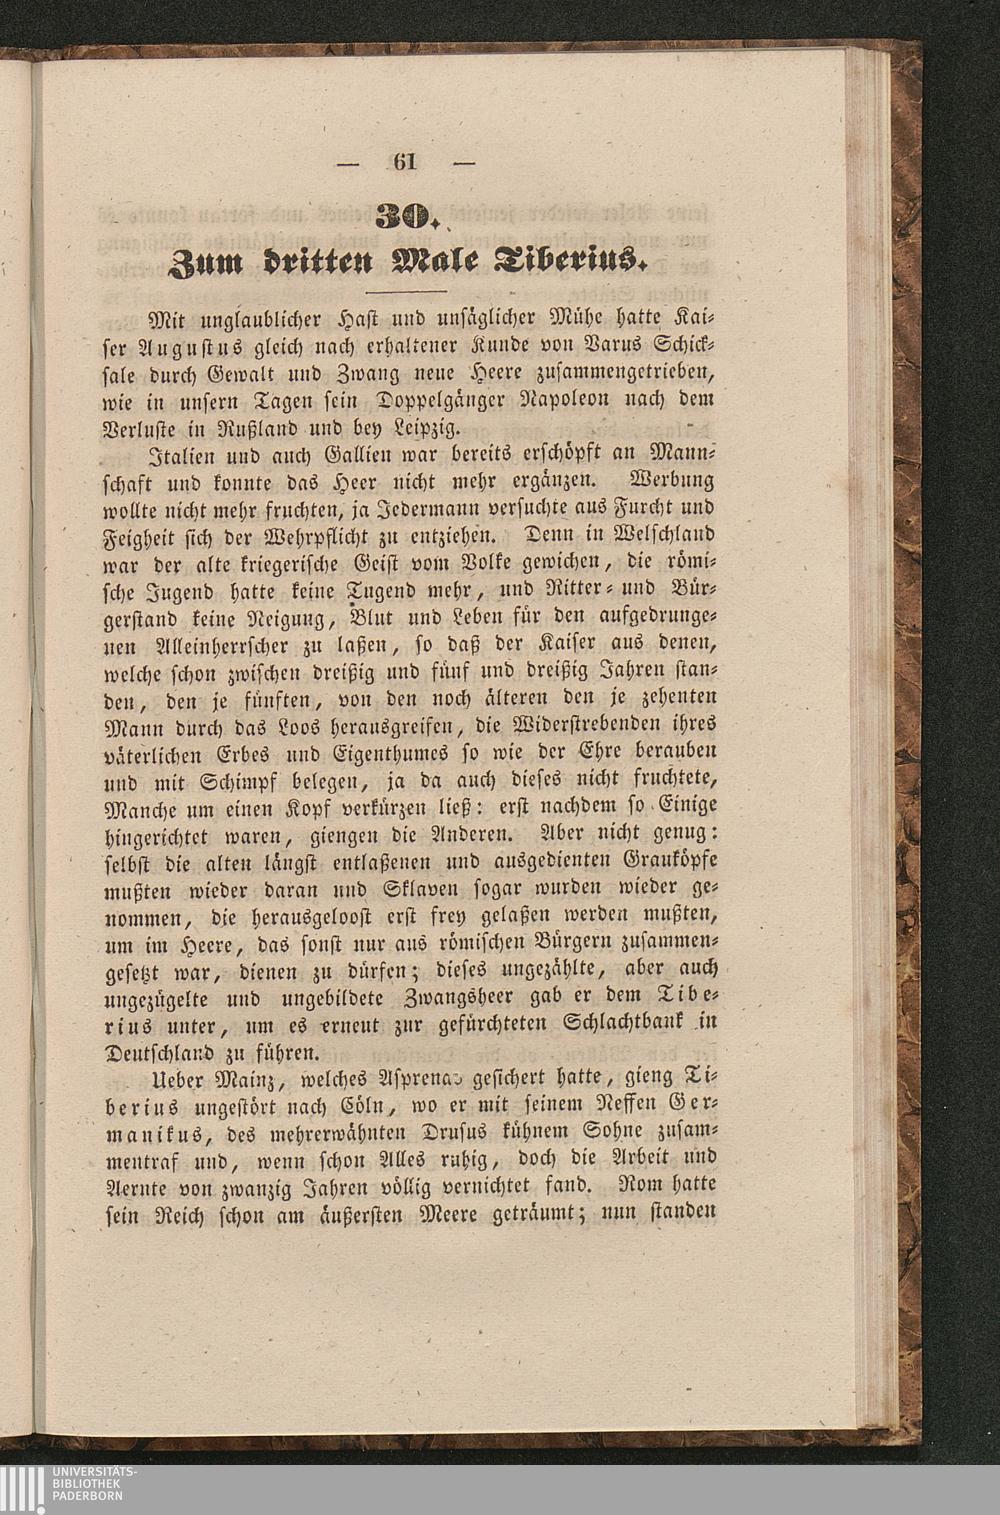 — 61 —
30.
Zum dritten Male Tiberius.
Mit unglaublicher Hast und unsäglicher Mühe hatte Kai-
ser Augustus gleich nach erhaltener Kunde von Varus Schick-
sale durch Gewalt und Zwang neue Heere zusammengetrieben,
wie in unsern Tagen sein Doppelgänger Napoleon nach dem
Verluste in Rußland und bey Leipzig.
Italien und auch Gallien war bereits erschöpft an Mann-
schaft und konnte das Heer nicht mehr ergänzen. Werbung
wollte nicht mehr fruchten, ja Jedermann versuchte aus Furcht und
Feigheit sich der Wehrpflicht zu entziehen. Denn in Welschland
war der alte kriegerische Geist vom Volke gewichen, die römi-
sche Jugend hatte keine Tugend mehr, und Ritter- und Bür-
gerstand keine Neigung, Blut und Leben für den aufgedrunge-
nen Alleinherrscher zu laßen, so daß der Kaiser aus denen,
welche schon zwischen dreißig und fünf und dreißig Jahren stan-
den, den je fünften, von den noch älteren den je zehenten
Mann durch das Loos herausgreifen, die Widerstrebenden ihres
väterlichen Erbes und Eigenthumes so wie der Ehre berauben
und mit Schimpf belegen, ja da auch dieses nicht fruchtete,
Manche um einen Kopf verkürzen ließ: erst nachdem so Einige
hingerichtet waren, giengen die Anderen. Aber nicht genug:
selbst die alten längst entlaßenen und ausgedienten Grauköpfe
mußten wieder daran und Sklaven sogar wurden wieder ge-
nommen, die herausgeloost erst frey gelaßen werden mußten,
um im Heere, das sonst nur aus römischen Bürgern zusammen-
gesetzt war, dienen zu dürfen; dieses ungezählte, aber auch
ungezügelte und ungebildete Zwangsheer gab er dem Tibe-
rius unter, um es erneut zur gefürchteten Schlachtbank in
Deutschland zu führen.
Ueber Mainz, welches Asprenas gesichert hatte, gieng Ti-
berius ungestört nach Cöln, wo er mit seinem Neffen Ger-
manikus, des mehrerwähnten Drusus kühnem Sohne zusam-
mentraf und, wenn schon Alles ruhig, doch die Arbeit und
Aernte von zwanzig Jahren völlig vernichtet fand. Rom hatte
sein Reich schon am äußersten Meere geträumt; nun standen
UNIVERSITÄTS-
BIBLIOTHEK
PADERBORN